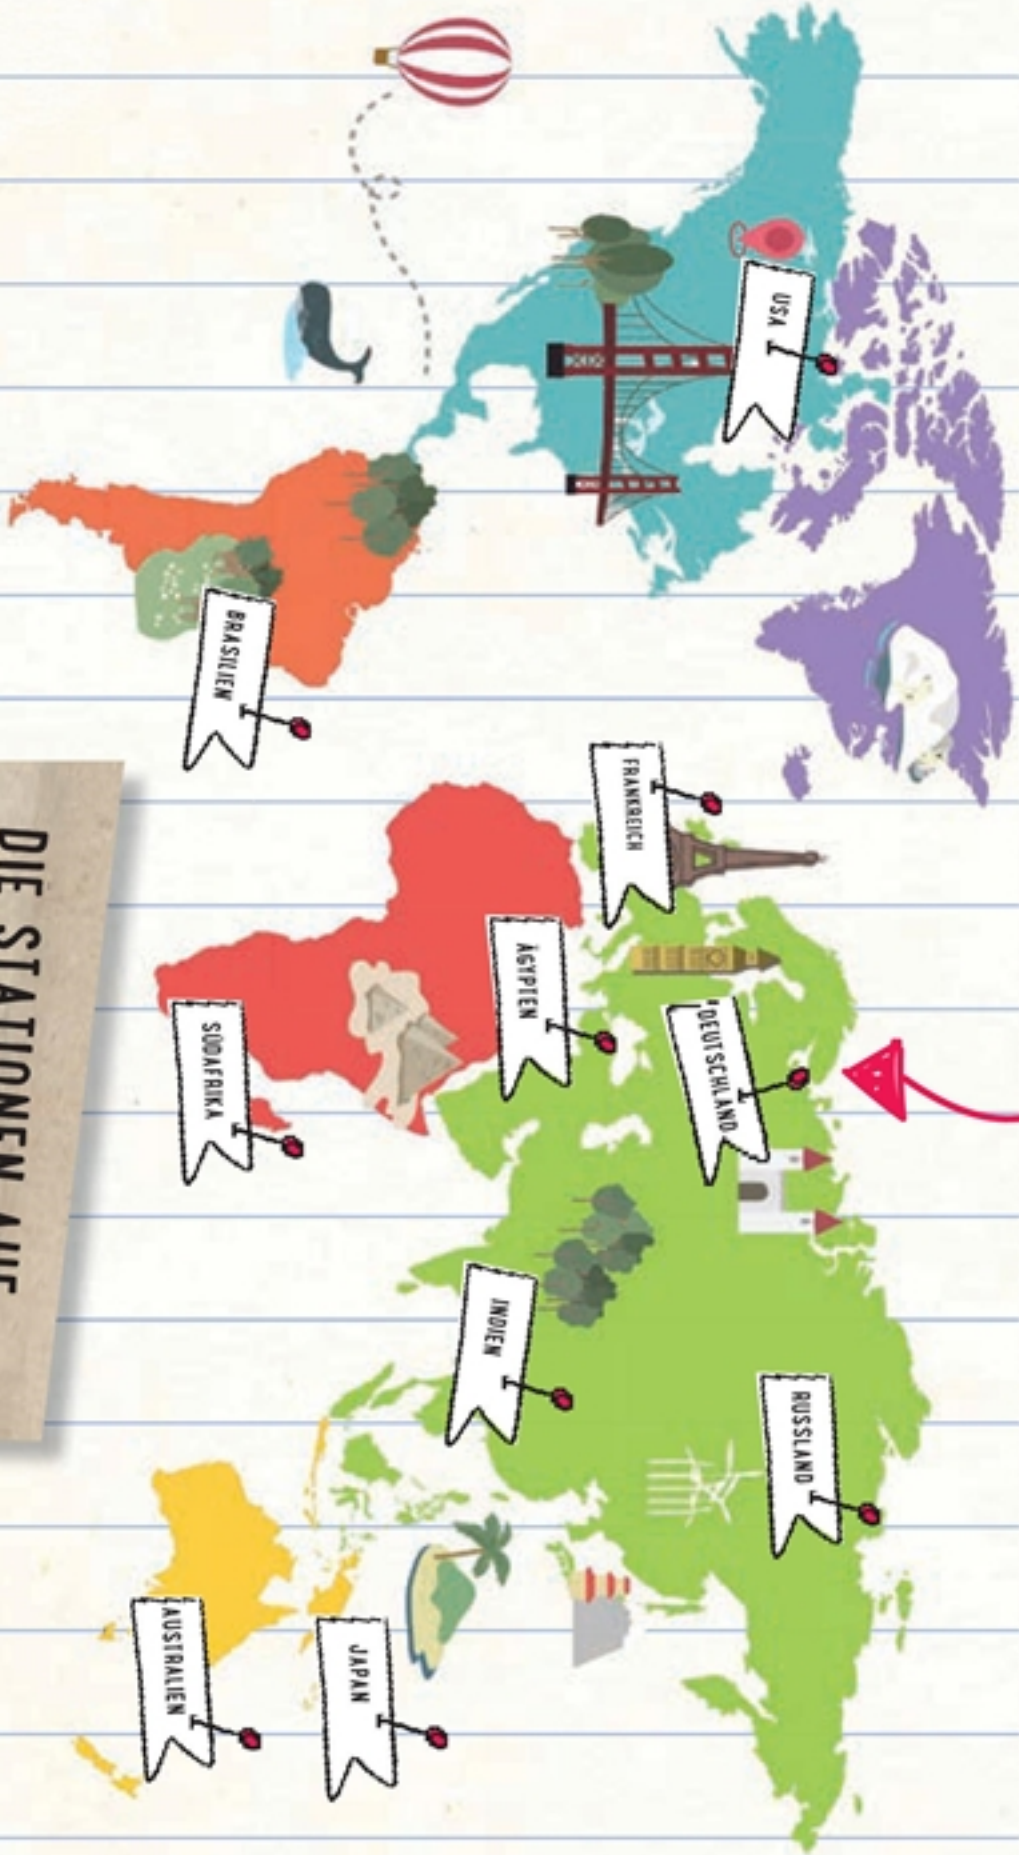 USA
RUSSLAND
DEUTSCHLAND
FRANKREICH
ÄGYPTEN
INDIEN
JAPAN
BRASILIEN
SÜDAFRIKA
AUSTRALIEN
DIE STATIONEN AUF